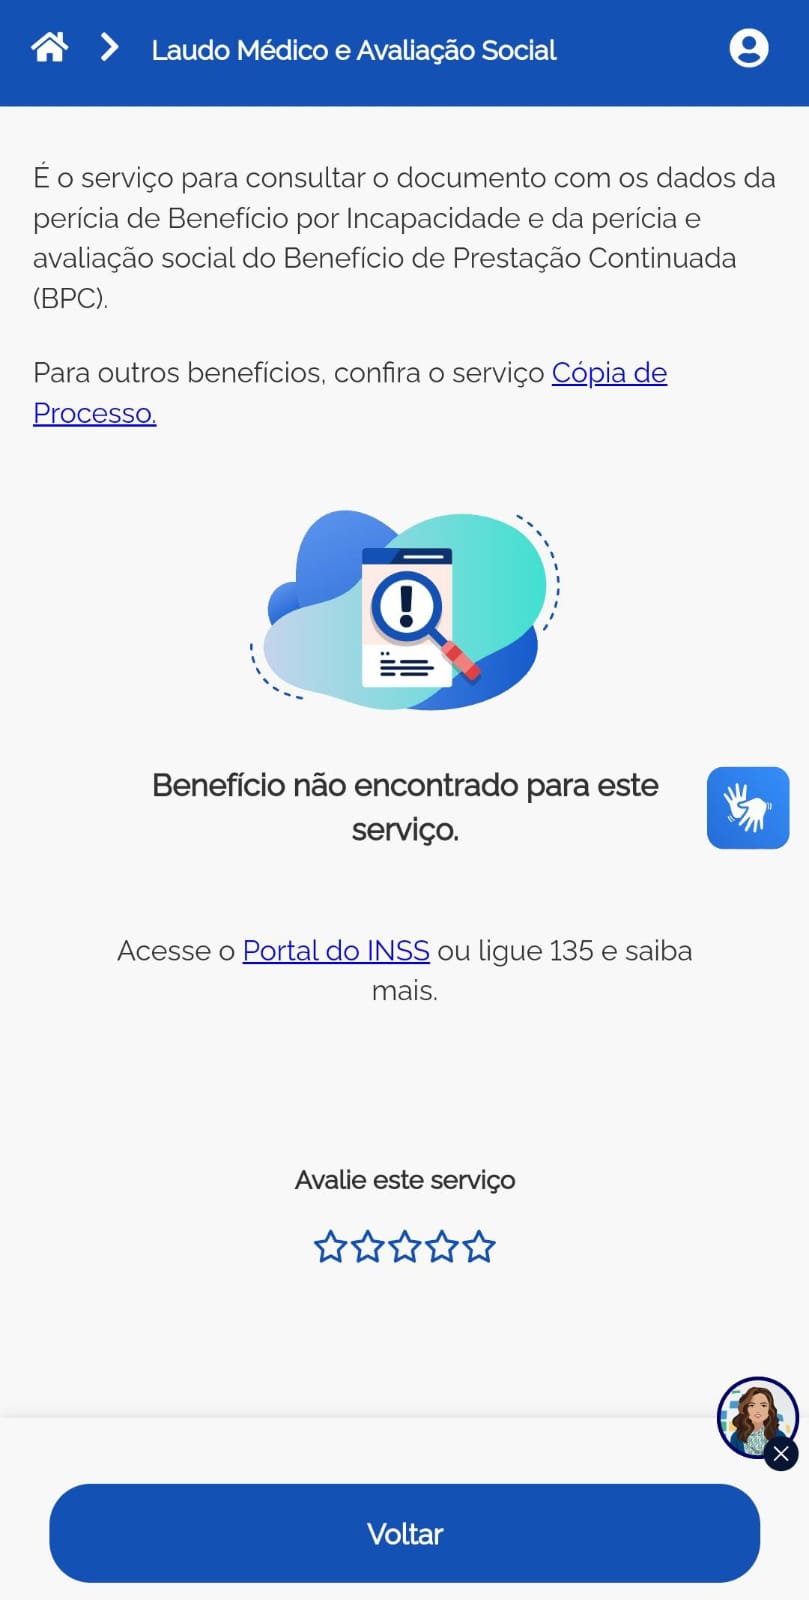 Laudo Médico e Avaliação Social
É o serviço para consultar o documento com os dados da
perícia de Benefício por Incapacidade e da perícia e
avaliação social do Benefício de Prestação Continuada
(BPC).
Para outros benefícios, confira o serviço Cópia de
Processo.
Benefício não encontrado para este
serviço.
Acesse o Portal do INSS ou ligue 135 e saiba
mais.
Avalie este serviço
Voltar